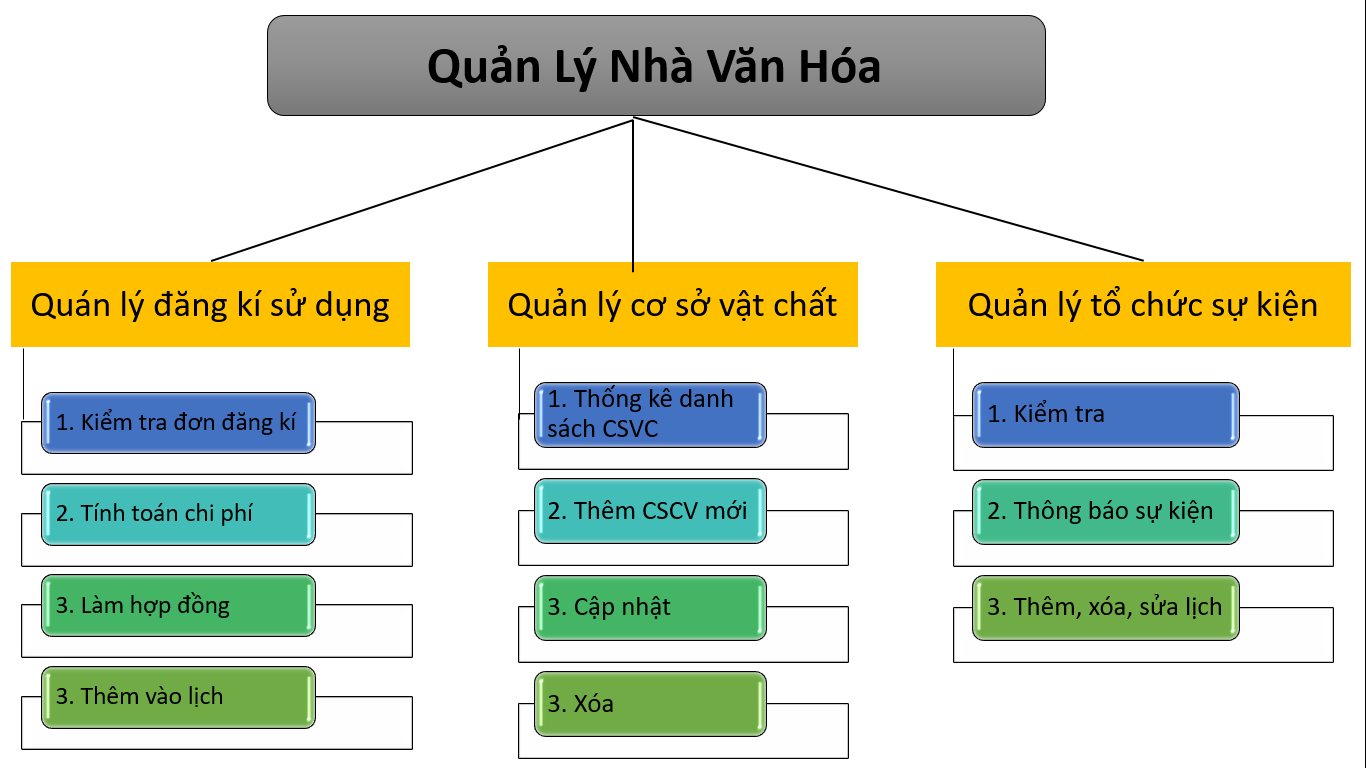 Quản Lý Nhà Văn Hóa
Quán lý đăng kí sử dụng
1. Kiểm tra đơn đăng kí
2. Tính toán chi phí
3. Làm hợp đồng
3. Thêm vào lịch
Quản lý cơ sở vật chất
1. Thống kê danh
sách CSVC
2. Thêm CSCV mới
3. Cập nhật
3. Xóa
Quản lý tổ chức sự kiện
1. Kiểm tra
2. Thông báo sự kiện
3. Thêm, xóa, sửa lịch